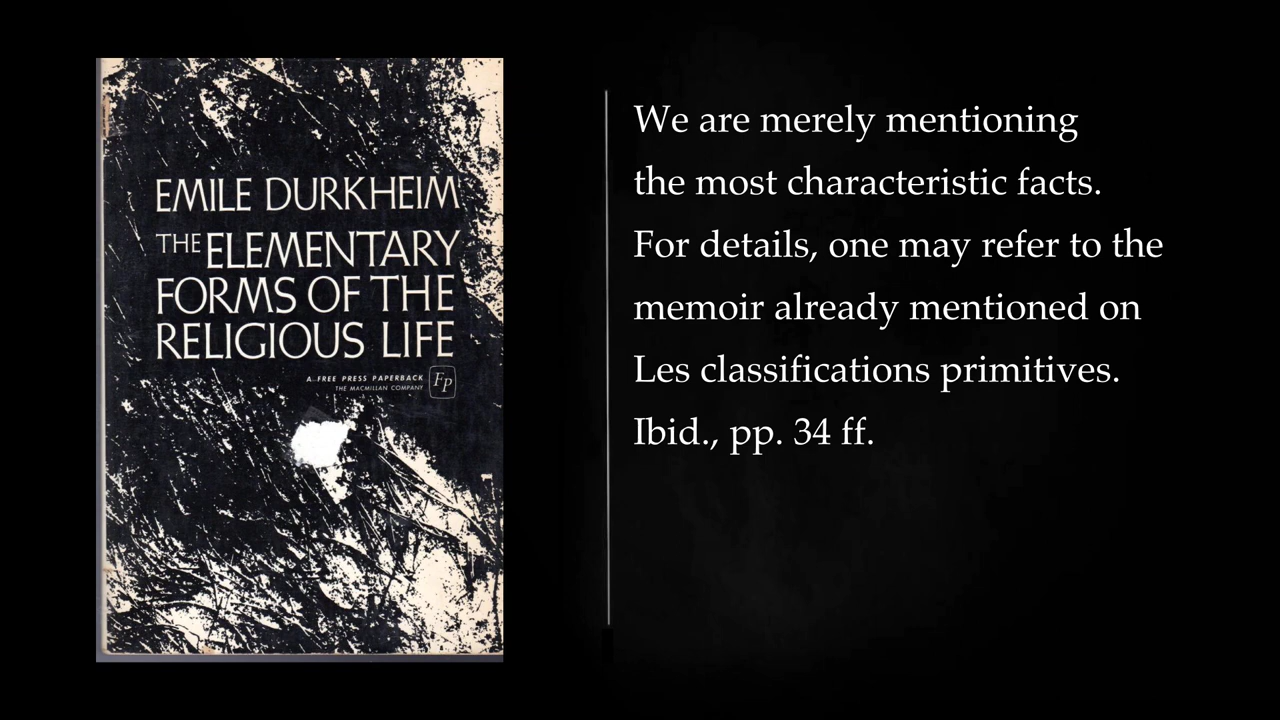 EMILE DURKHEIM
THE ELEMENTARY
FORMS OF THE
RELIGIOUS LIFE
A FREE PRESS PAPERBACK
THE MACMILLAN COMPANY
Fp
We are merely mentioning
the most characteristic facts.
For details, one may refer to the
memoir already mentioned on
Les classifications primitives.
Ibid., pp. 34 ff.